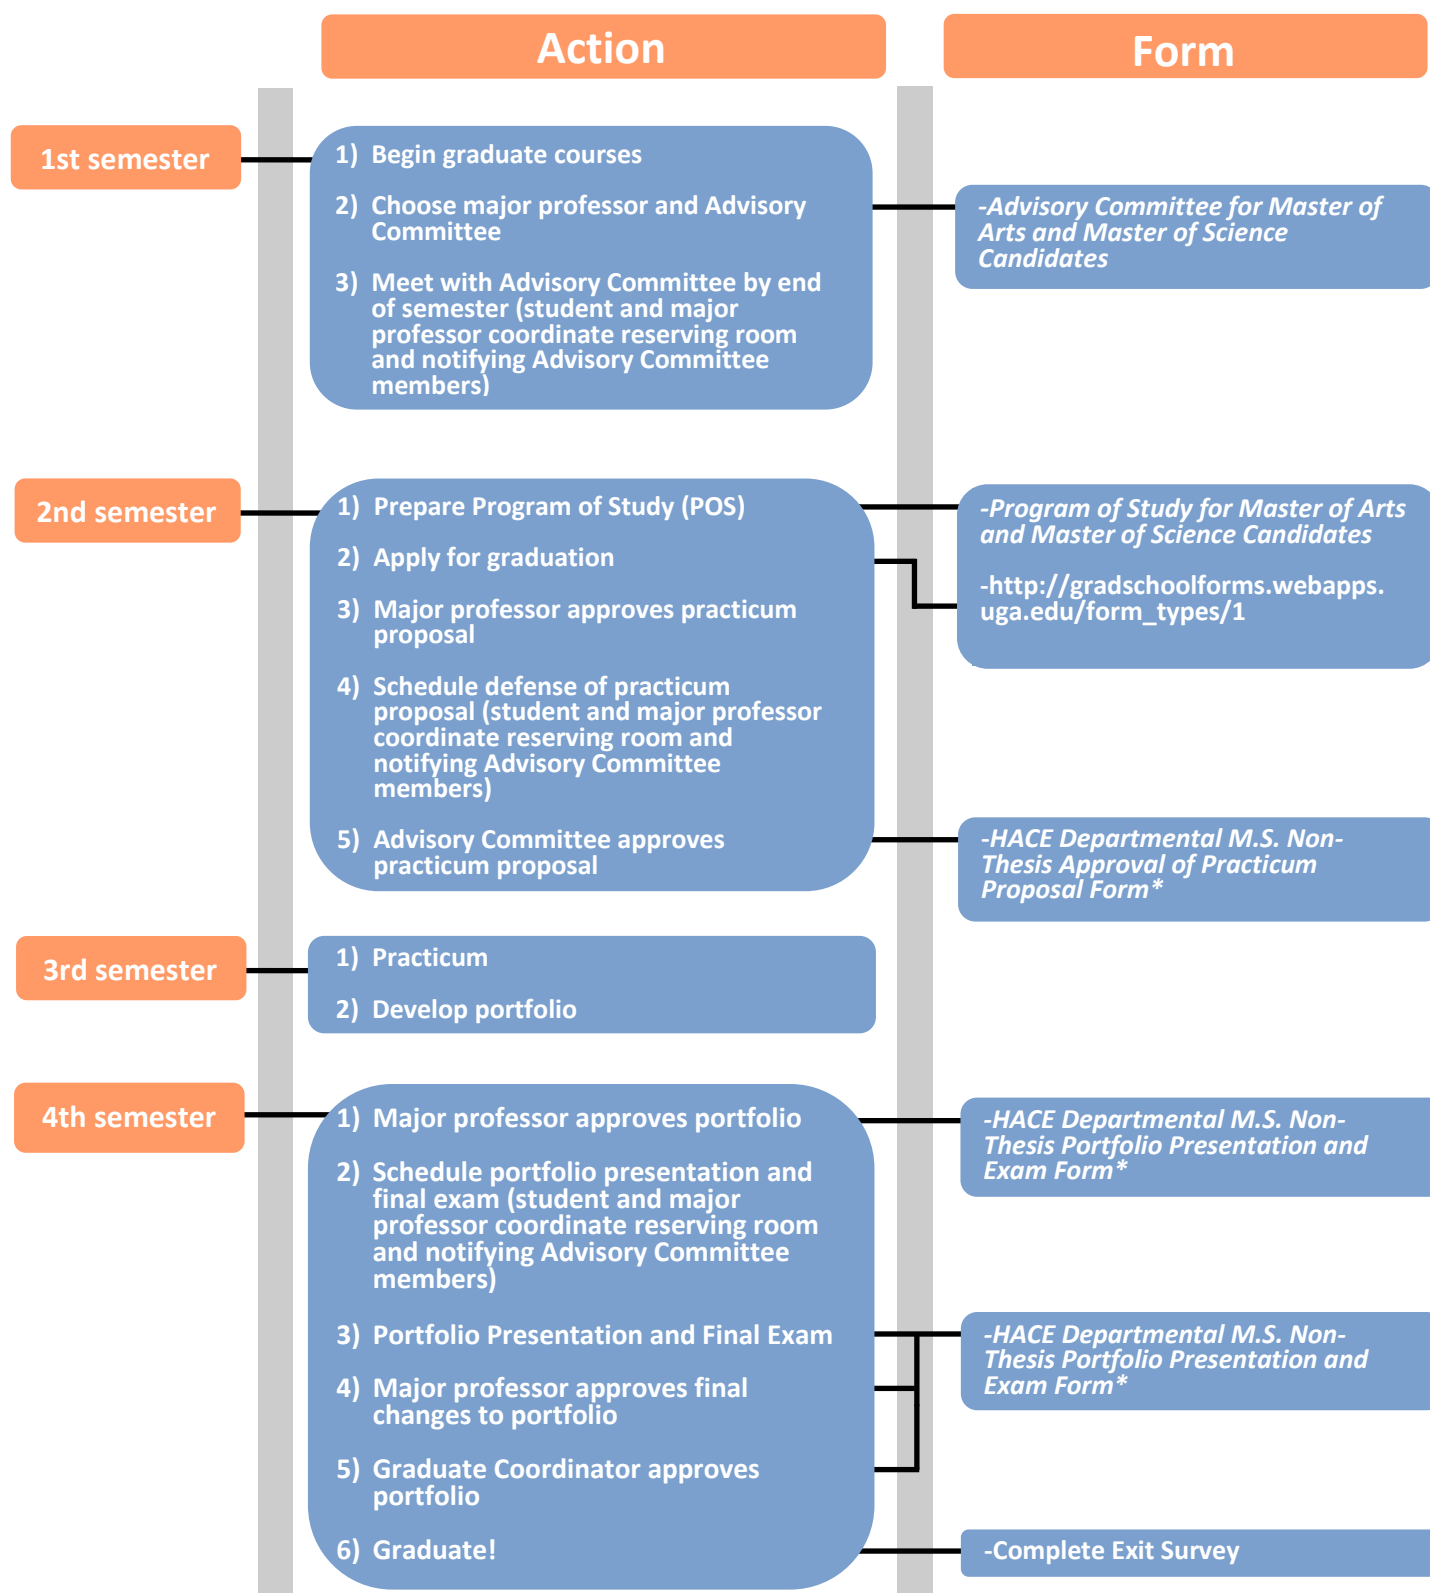 Action
Form
1st semester
1) Begin graduate courses
2) Choose major professor and Advisory
Committee
3) Meet with Advisory Committee by end
of semester (student and major
professor coordinate reserving room
and notifying Advisory Committee
members)
-Advisory Committee for Master of
Arts and Master of Science
Candidates
2nd semester
1) Prepare Program of Study (POS)
2) Apply for graduation
3) Major professor approves practicum
proposal
4) Schedule defense of practicum
proposal (student and major professor
coordinate reserving room and
notifying Advisory Committee
members)
5) Advisory Committee approves
practicum proposal
-Program of Study for Master of Arts
and Master of Science Candidates
-http://gradschoolforms.webapps.
uga.edu/form_types/1
-HACE Departmental M.S. Non-
Thesis Approval of Practicum
Proposal Form*
3rd semester
1) Practicum
2) Develop portfolio
4th semester
1) Major professor approves portfolio
2) Schedule portfolio presentation and
final exam (student and major
professor coordinate reserving room
and notifying Advisory Committee
members)
3) Portfolio Presentation and Final Exam
4) Major professor approves final
changes to portfolio
5) Graduate Coordinator approves
portfolio
6) Graduate!
-HACE Departmental M.S. Non-
Thesis Portfolio Presentation and
Exam Form*
-HACE Departmental M.S. Non-
Thesis Portfolio Presentation and
Exam Form*
-Complete Exit Survey